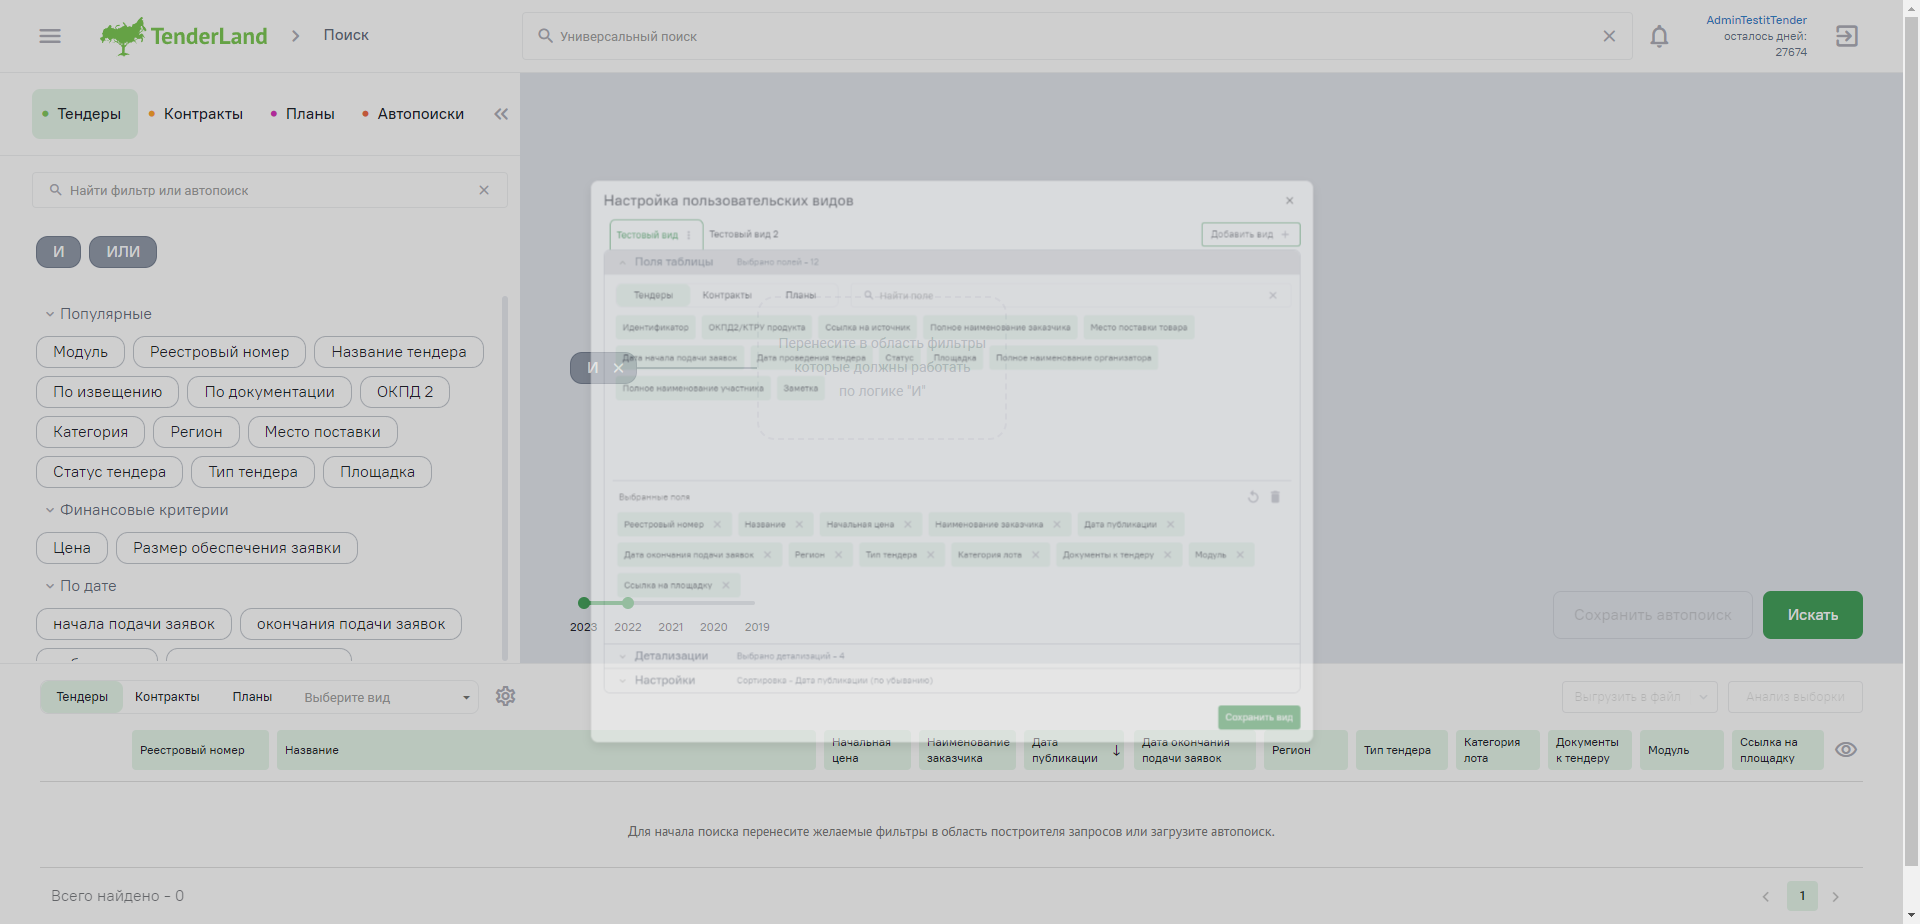 TenderLand
Поиск
Универсальный поиск
AdminTestitTender
осталось дней:
27674
Тендеры
Контракты
Планы
Автопоиски
Найти фильтр или автопоиск
И
ИЛИ
Популярные
Модуль
Реестровый номер
Название тендера
По извещению
По документации
ОКПД 2
Категория
Регион
Место поставки
Статус тендера
Тип тендера
Площадка
Финансовые критерии
Цена
Размер обеспечения заявки
По дате
начала подачи заявок
окончания подачи заявок
Настройка пользовательских видов
Тестовый вид
Тестовый вид 2
Добавить вид
Поля таблицы
Выбрано полей - 12
Тендеры
Контракты
Планы
Найти поле
Идентификатор
ОКПД2/КТРУ продукта
Ссылка на источник
Полное наименование заказчика
Место поставки товара
Дата начала подачи заявок
Дата проведения тендера
Статус
Площадка
Полное наименование организатора
Полное наименование участника
Заметка
И
Перенесите в область фильтры
которые должны работать
по логике "И"
Выбранные поля
Реестровый номер
Название
Начальная цена
Наименование заказчика
Дата публикации
Дата окончания подачи заявок
Регион
Тип тендера
Категория лота
Документы к тендеру
Модуль
Ссылка на площадку
2023
2022
2021
2020
2019
Детализации
Выбрано детализаций - 4
Настройки
Сортировка - Дата публикации (по убыванию)
Сохранить вид
Сохранить автопоиск
Искать
Тендеры
Контракты
Планы
Выберите вид
Выгрузить в файл
Анализ выборки
Реестровый номер
Название
Начальная
цена
Наименование
заказчика
Дата
публикации
Дата окончания
подачи заявок
Регион
Тип тендера
Категория
лота
Документы
к тендеру
Модуль
Ссылка на
площадку
Для начала поиска перенесите желаемые фильтры в область построителя запросов или загрузите автопоиск.
Всего найдено - 0
1